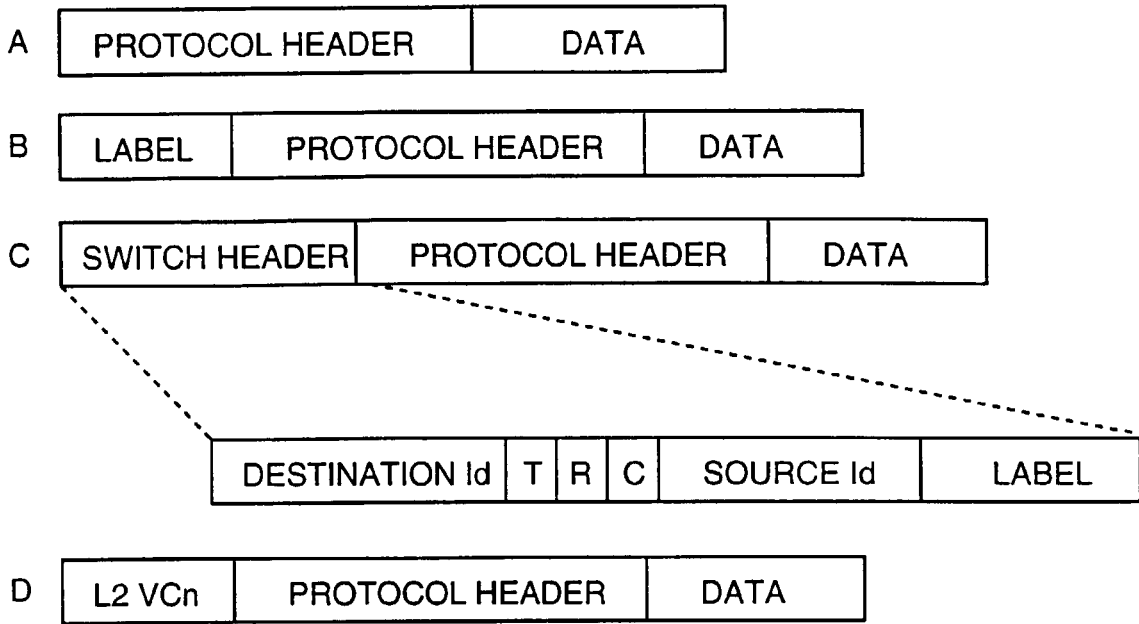 A PROTOCOL HEADER DATA
B LABEL PROTOCOL HEADER DATA
C SWITCH HEADER PROTOCOL HEADER DATA
DESTINATION Id T R C SOURCE Id LABEL
D L2 VCn PROTOCOL HEADER DATA